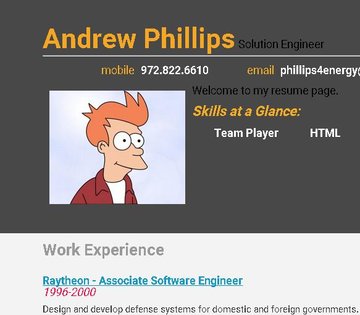 Andrew Phillips Solution Engineer
mobile 972.822.6610 email phillips4energy@
Welcome to my resume page.
Skills at a Glance:
Team Player HTML
Work Experience
Raytheon - Associate Software Engineer
1996-2000
Design and develop defense systems for domestic and foreign governments.